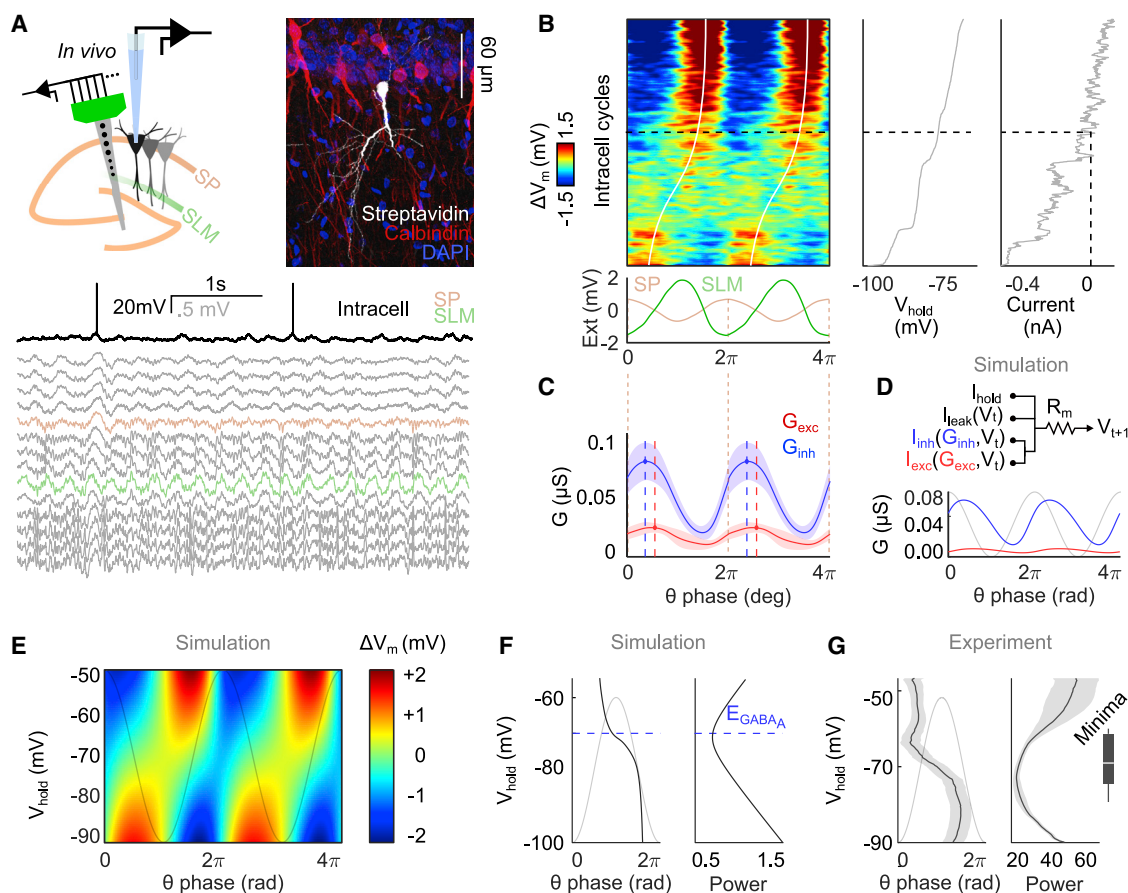 A
In vivo
SP
SLM
60 µm
Streptavidin
Calbindin
DAPI
1s
20mV
.5 mV
Intracell
SP
SLM
B
ΔVm (mV)
-1.5 1.5
Intracell cycles
SP SLM
Ext (mV)
2
0
-2
0 2π 4π
-100 -75
Vhold
(mV)
-0.4 0
Current
(nA)
C
Gexc
Ginh
G (µS)
0.1
0.05
0
0 2π 4π
θ phase (deg)
Simulation
D
Ihold
Ileak(Vt)
Iinh(Ginh,Vt)
Iexc(Gexc,Vt)
Rm
Vt+1
G (µS)
0.08
0.04
0.00
0 2π 4π
θ phase (rad)
E
Simulation
ΔVm (mV)
Vhold (mV)
-50
-60
-70
-80
-90
0 2π 4π
θ phase (rad)
+2
+1
0
-1
-2
F
Simulation
Vhold (mV)
-60
-80
-100
EGABAA
0 2π
θ phase (rad)
0.5 1.5
Power
G
Experiment
Vhold (mV)
-50
-70
-90
0 2π
θ phase (rad)
20 40 60
Power
Minima